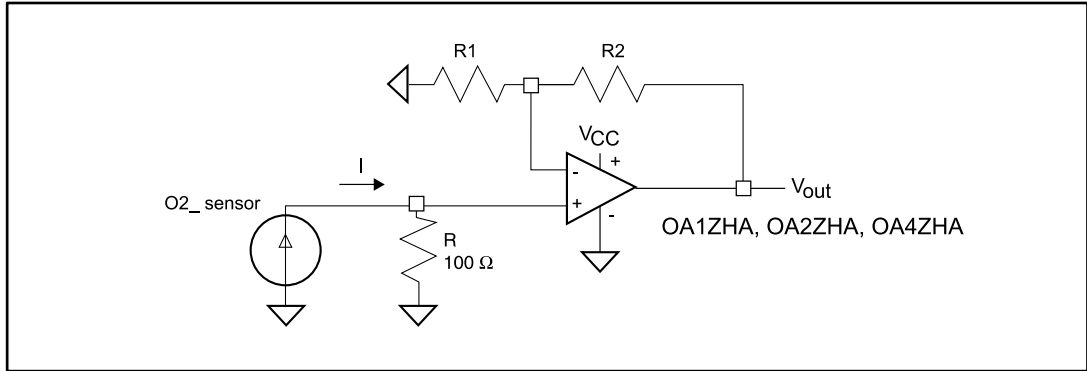 R1
R2
VCC
+
-
+
-
I
O2_ sensor
R
100 Ω
Vout
OA1ZHA, OA2ZHA, OA4ZHA